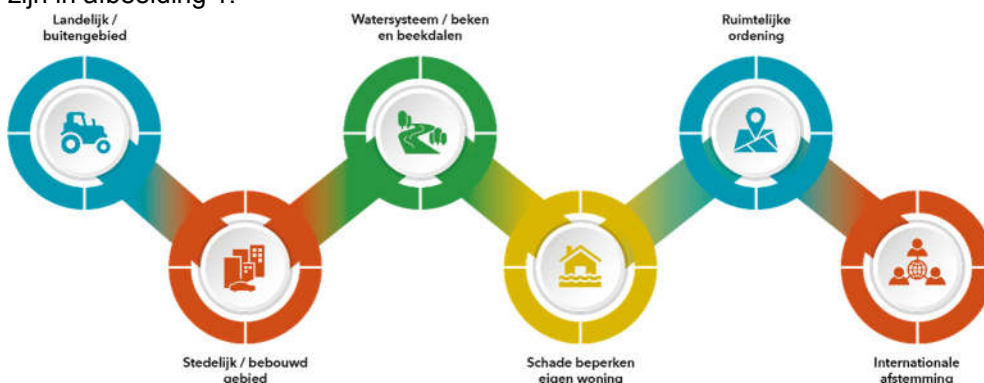 zijn in afbeelding 1.
Landelijk /
buitengebied
Watersysteem / beken
en beekdalen
Ruimtelijke
ordening
Stedelijk / bebouwd
gebied
Schade beperken
eigen woning
Internationale
afstemming